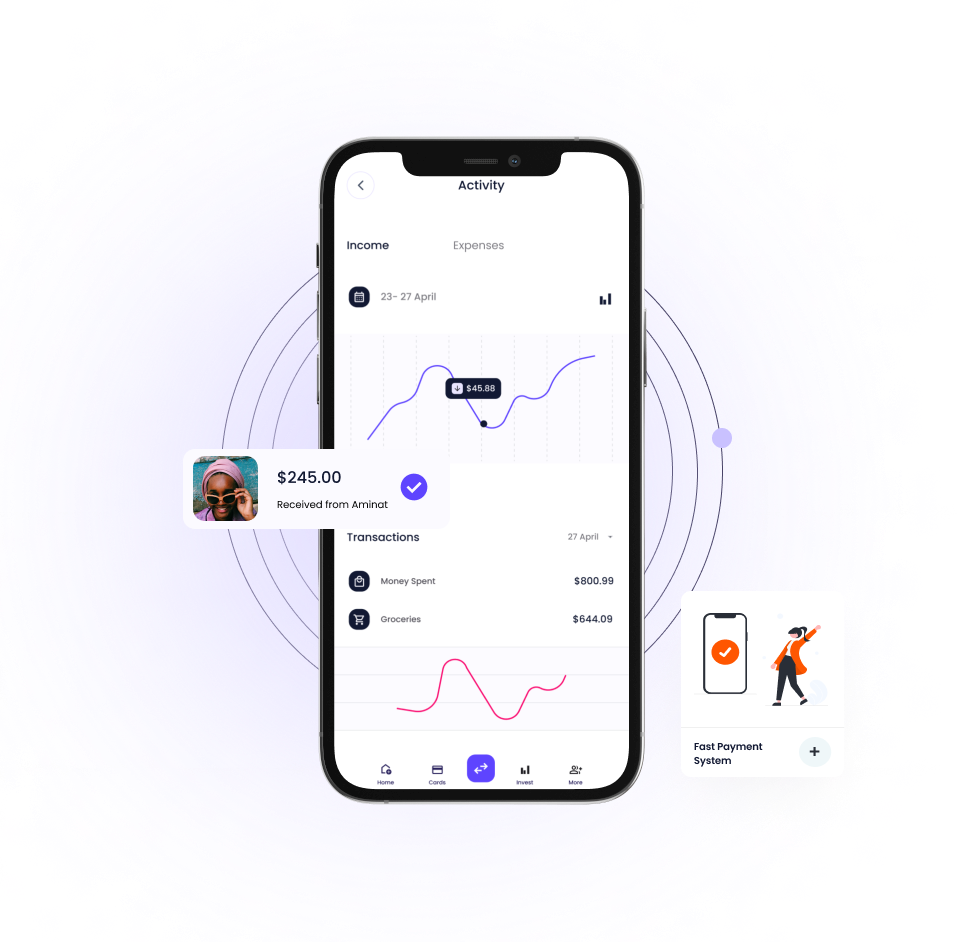 Activity
Income
Expenses
23- 27 April
$45.88
$245.00
Received from Aminat
Transactions
27 April
Money Spent
$800.99
Groceries
$644.09
Fast Payment
System
Home
Cards
Invest
More